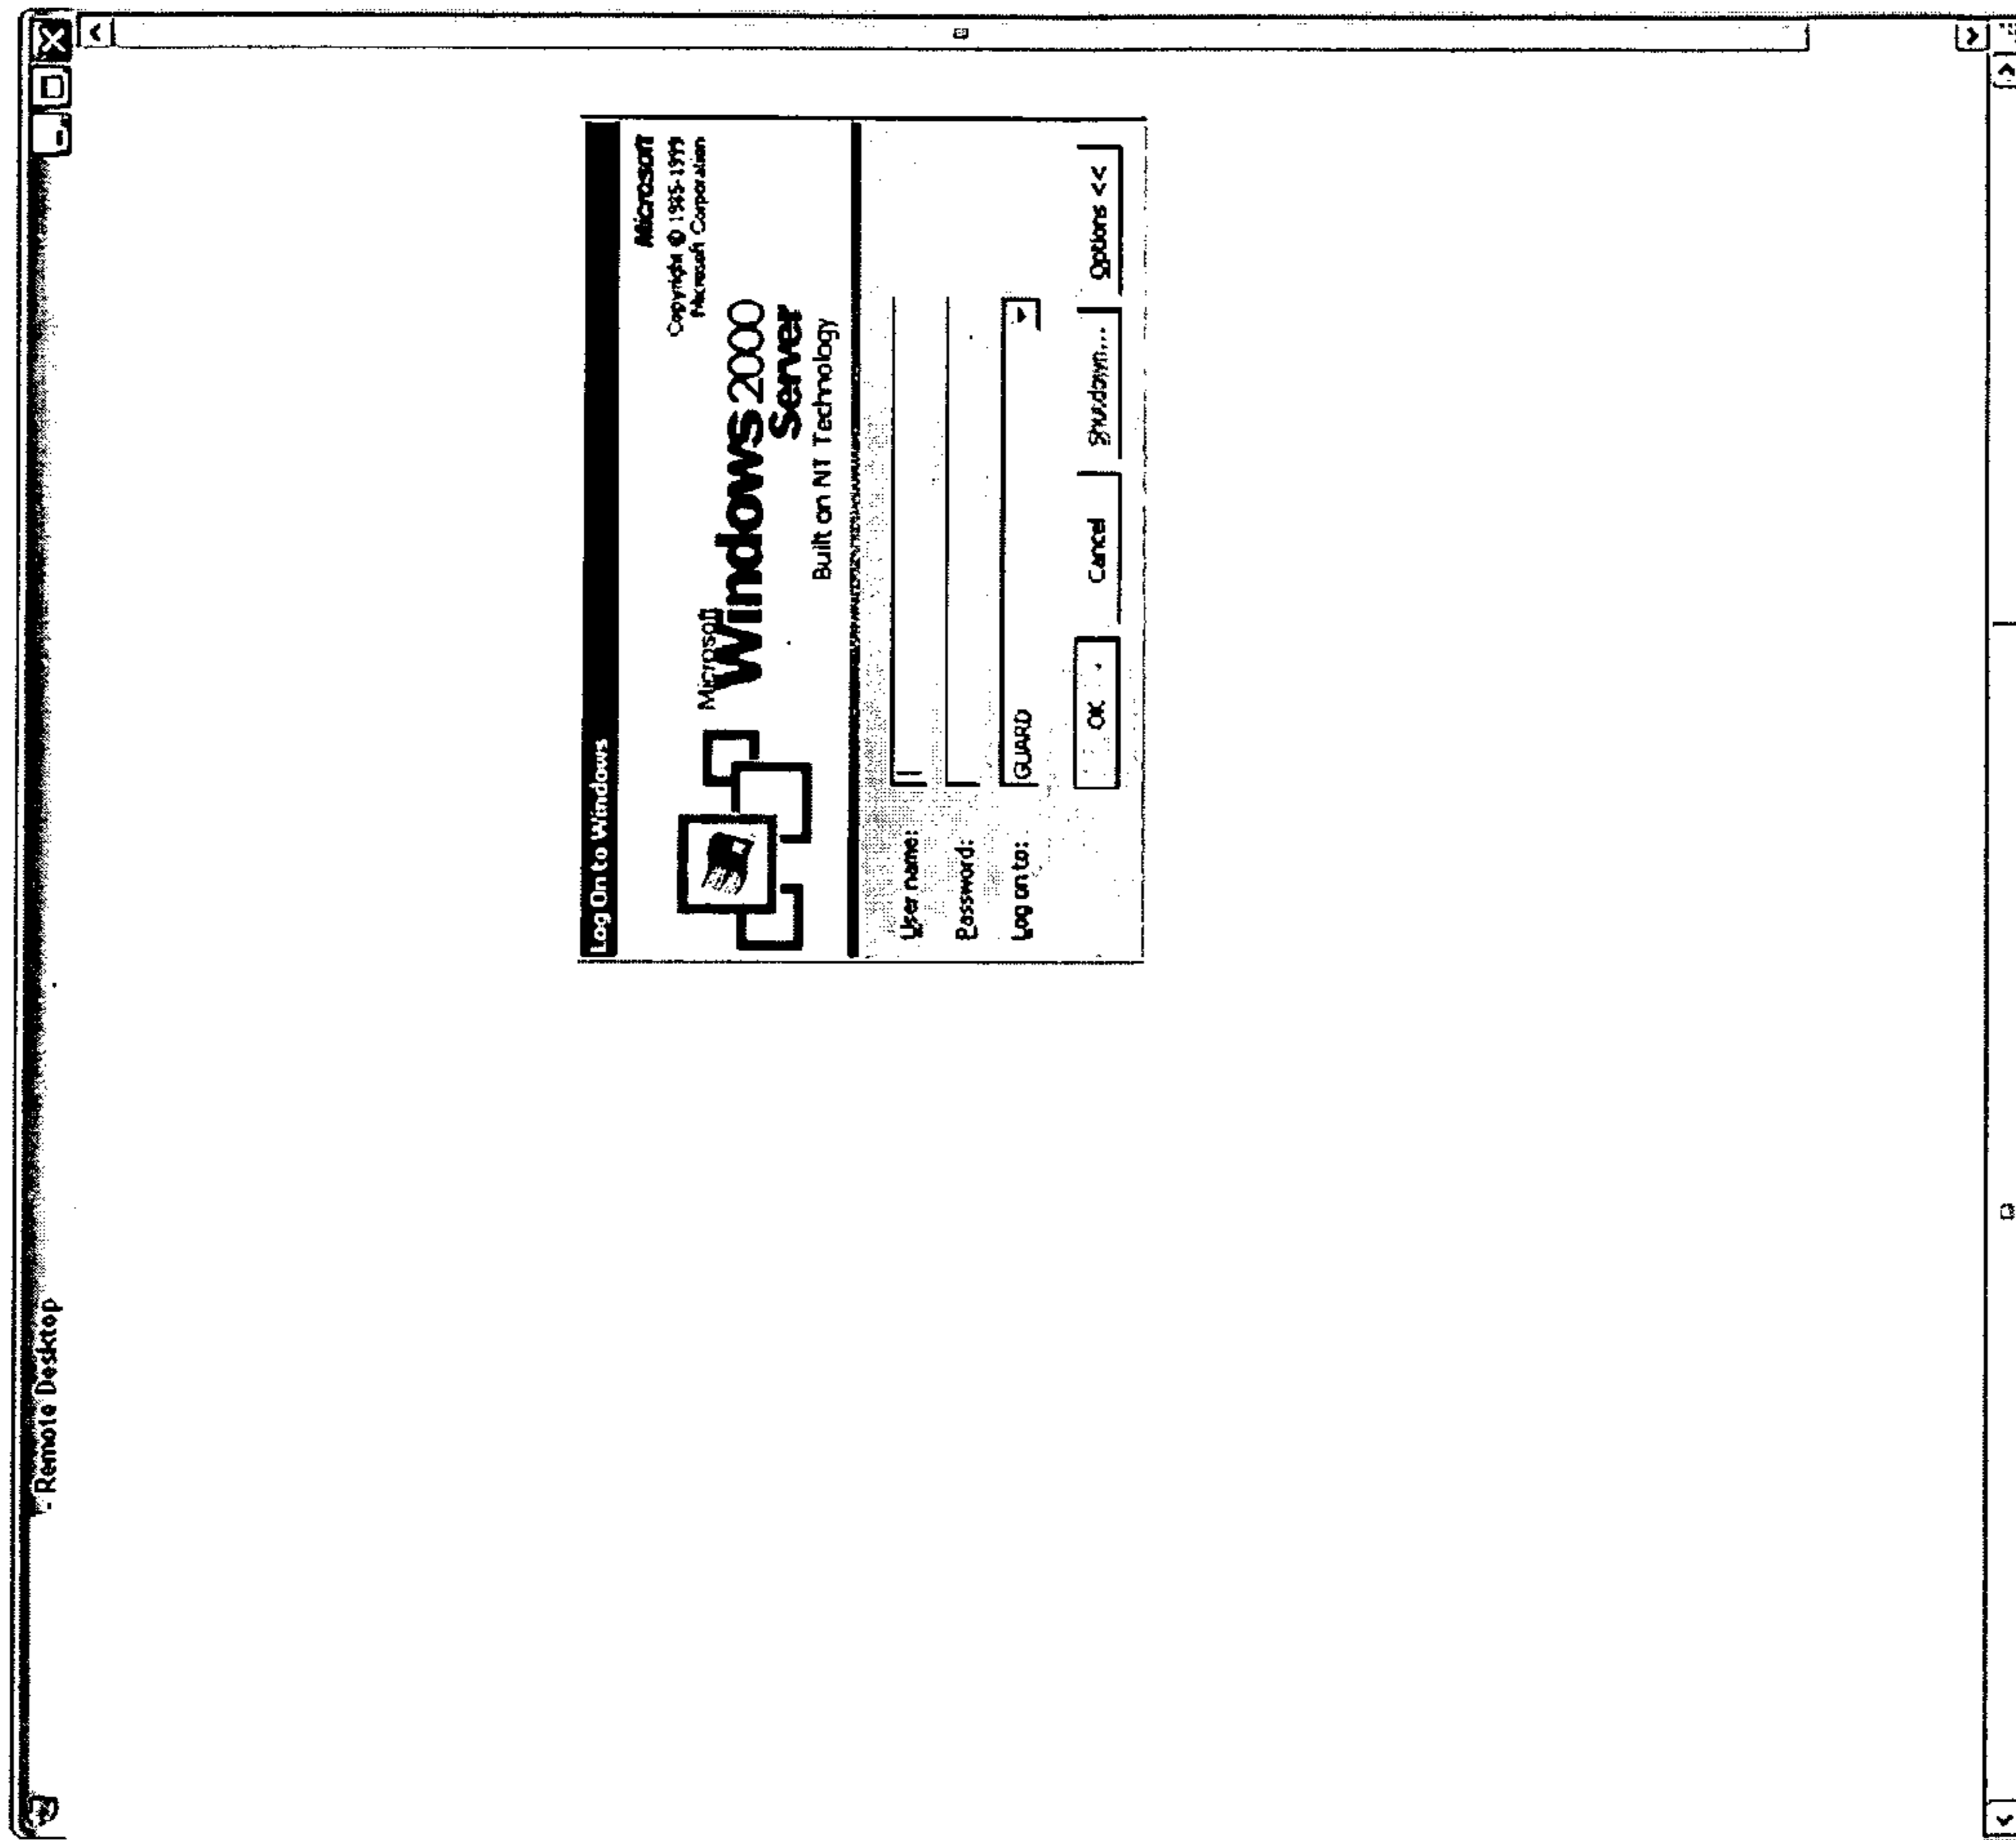 - Remote Desktop
Log On to Windows
Microsoft
Copyright © 1985-1999
Microsoft Corporation
Microsoft
Windows 2000
Server
Built on NT Technology
User name:
Password:
Log on to:
GUARD
OK
Cancel
Shutdown...
Options <<